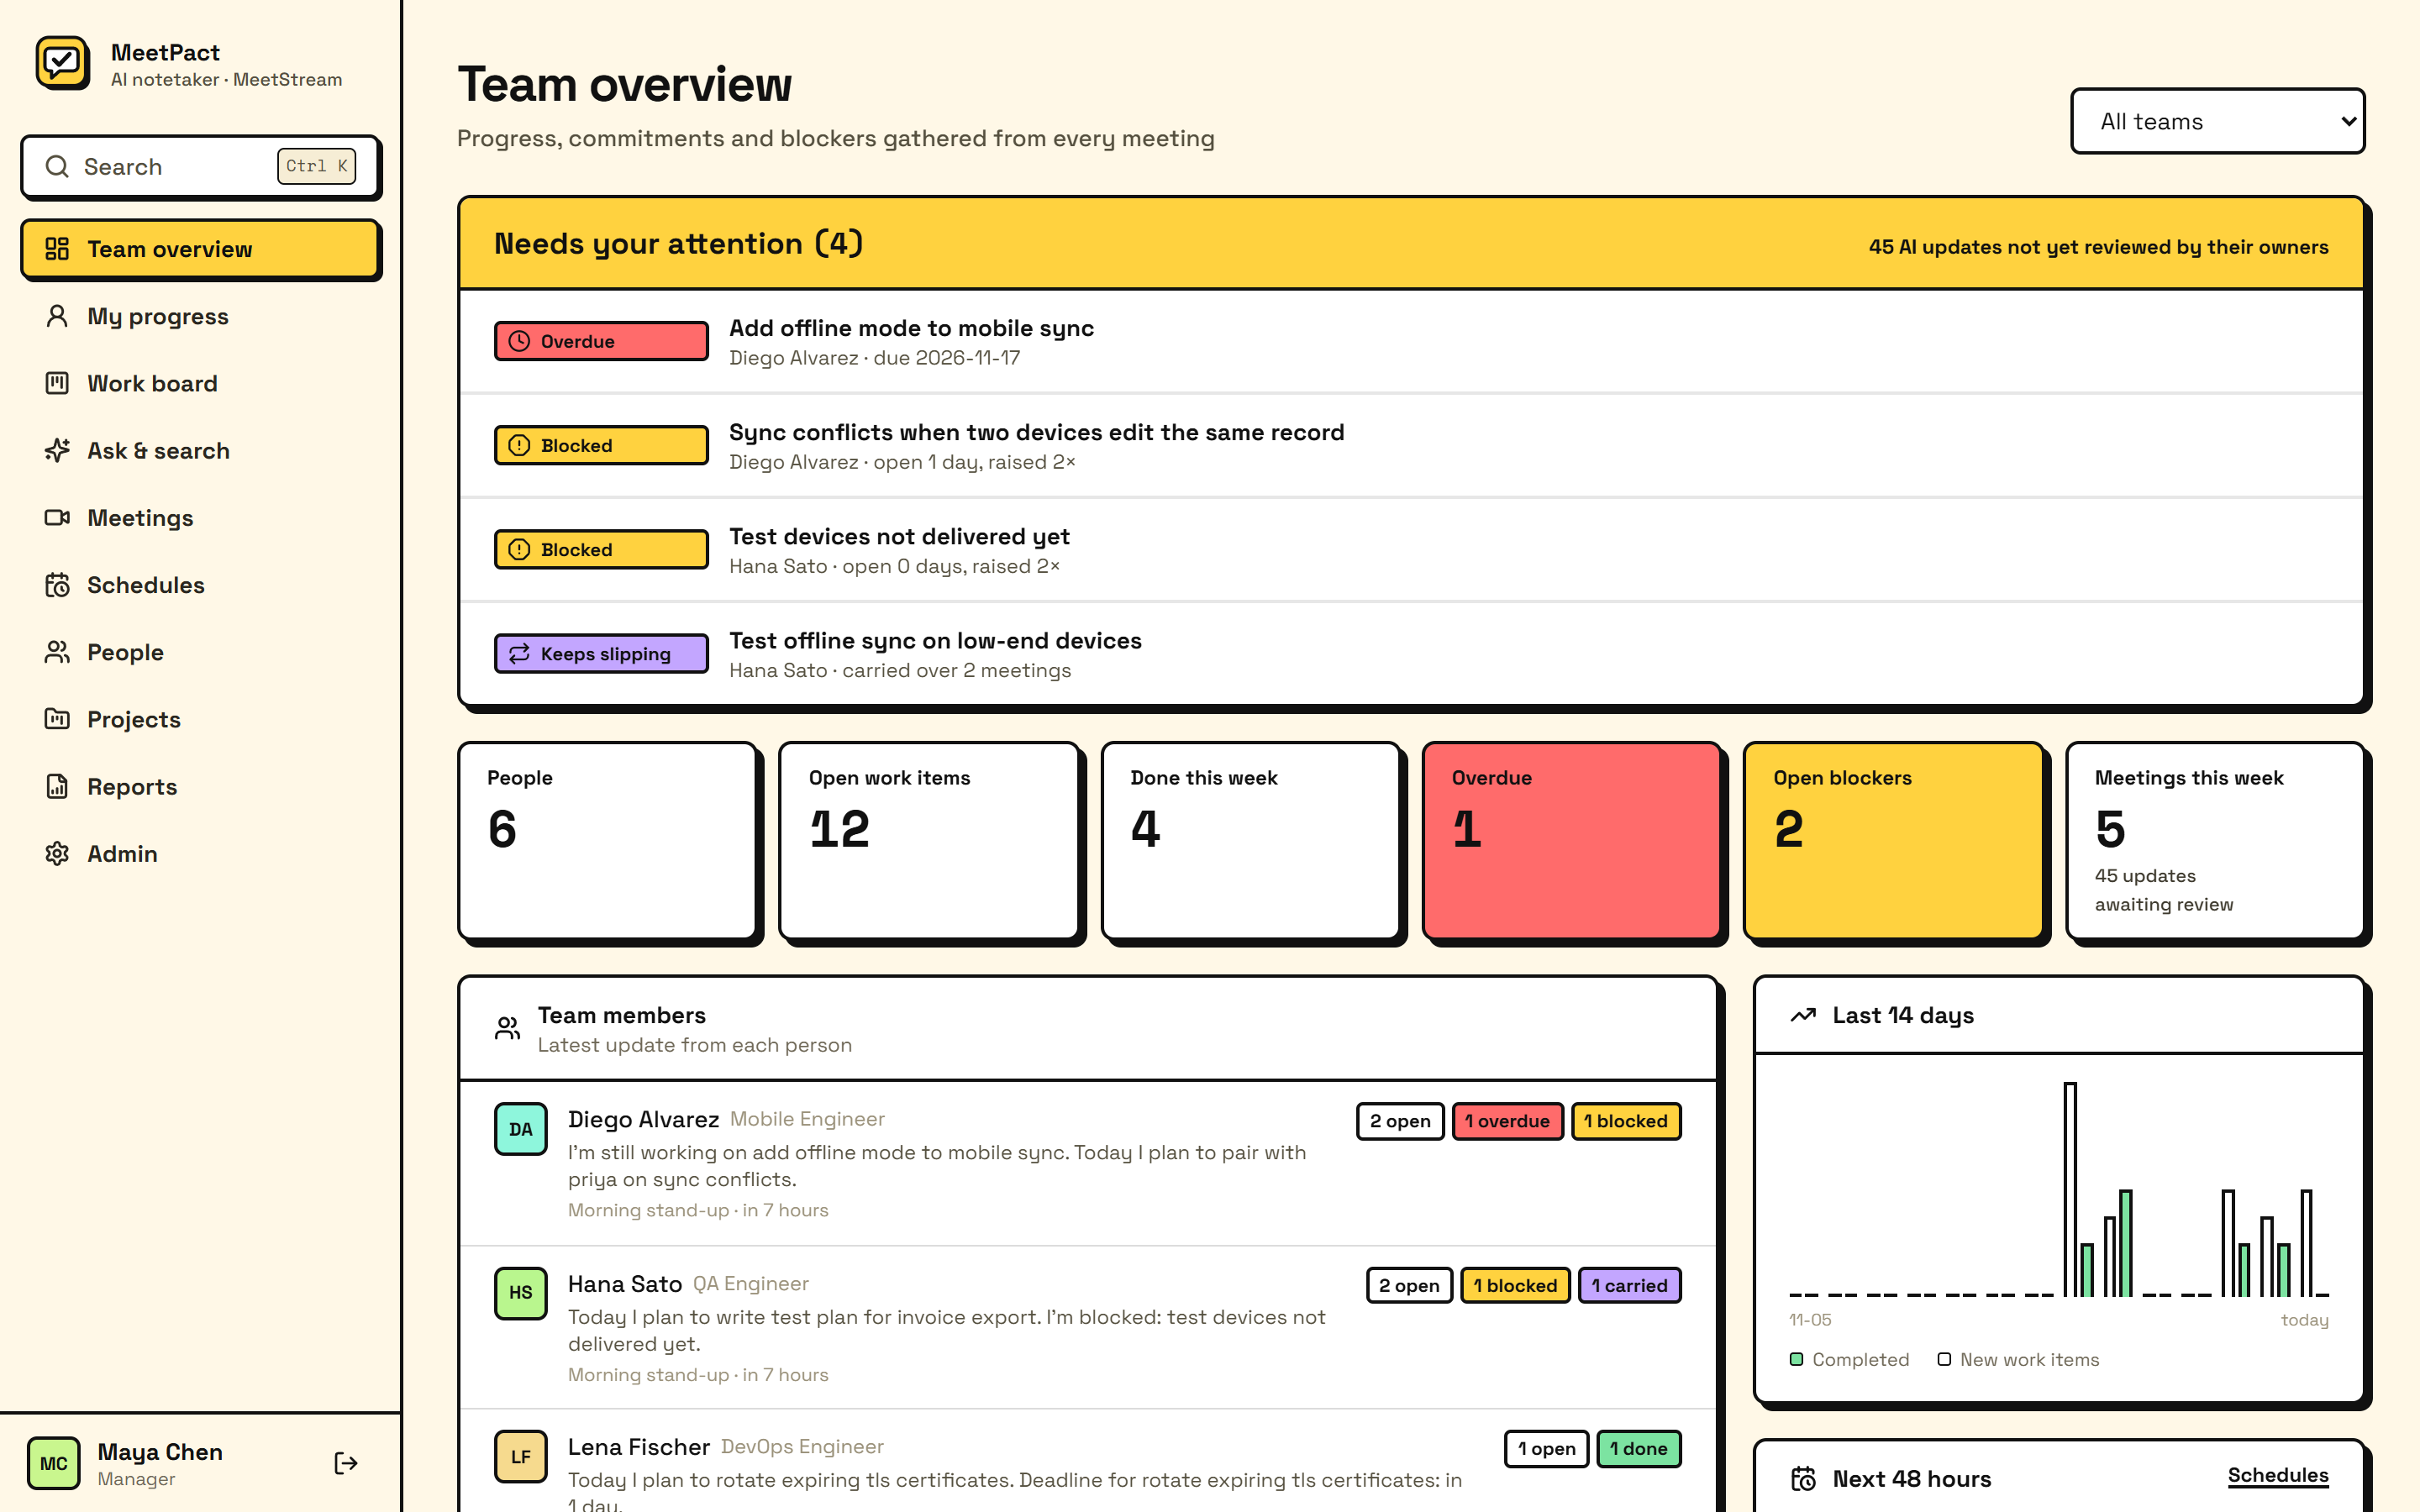 MeetPact
AI notetaker · MeetStream
Search
Ctrl K
Team overview
My progress
Work board
Ask & search
Meetings
Schedules
People
Projects
Reports
Admin
MC
Maya Chen
Manager
Team overview
Progress, commitments and blockers gathered from every meeting
All teams
Needs your attention (4)
45 AI updates not yet reviewed by their owners
Overdue
Add offline mode to mobile sync
Diego Alvarez · due 2026-11-17
Blocked
Sync conflicts when two devices edit the same record
Diego Alvarez · open 1 day, raised 2×
Blocked
Test devices not delivered yet
Hana Sato · open 0 days, raised 2×
Keeps slipping
Test offline sync on low-end devices
Hana Sato · carried over 2 meetings
People
6
Open work items
12
Done this week
4
Overdue
1
Open blockers
2
Meetings this week
5
45 updates
awaiting review
Team members
Latest update from each person
DA
Diego Alvarez Mobile Engineer
2 open 1 overdue 1 blocked
I'm still working on add offline mode to mobile sync. Today I plan to pair with
priya on sync conflicts.
Morning stand-up · in 7 hours
HS
Hana Sato QA Engineer
2 open 1 blocked 1 carried
Today I plan to write test plan for invoice export. I'm blocked: test devices not
delivered yet.
Morning stand-up · in 7 hours
LF
Lena Fischer DevOps Engineer
1 open 1 done
Today I plan to rotate expiring tls certificates. Deadline for rotate expiring tls certificates: in
1 day.
Last 14 days
11-05
today
Completed
New work items
Next 48 hours
Schedules